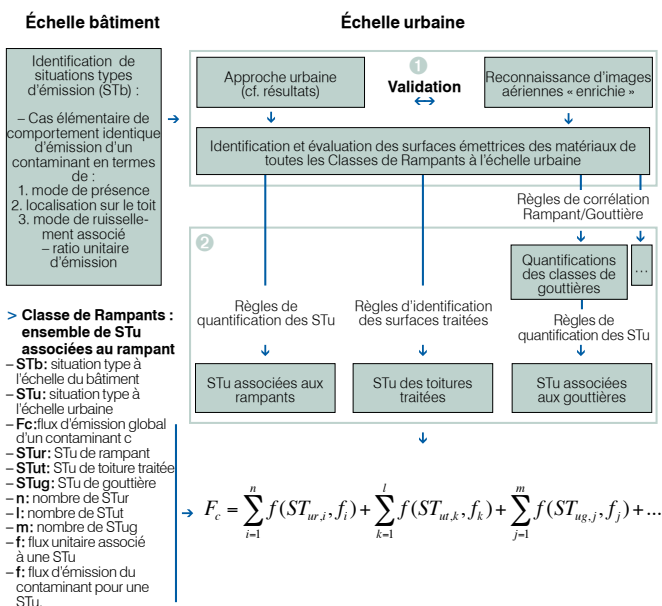 Échelle bâtiment
Échelle urbaine
Identification de
situations types
d'émission (STb) :
– Cas élémentaire de
comportement identique
d'émission d'un
contaminant en termes
de :
1. mode de présence
2. localisation sur le toit
3. mode de ruisselle-
ment associé
– ratio unitaire
d'émission
Approche urbaine
(cf. résultats)
1
Validation
↔
Reconnaissance d'images
aériennes « enrichie »
Identification et évaluation des surfaces émettrices des matériaux de
toutes les Classes de Rampants à l'échelle urbaine
Règles de corrélation
Rampant/Gouttière
2
Quantifications
des classes de
gouttières
...
Règles de
quantification des STu
Règles d'identification
des surfaces traitées
Règles de
quantification des STu
STu associées aux
rampants
STu des toitures
traitées
STu associées
aux gouttières
> Classe de Rampants :
ensemble de STu
associées au rampant
– STb: situation type à
l'échelle du bâtiment
– STu: situation type à
l'échelle urbaine
– Fc:flux d'émission global
d'un contaminant c
– STur: STu de rampant
– STut: STu de toiture traitée
– STug: STu de gouttière
– n: nombre de STur
– l: nombre de STut
– m: nombre de STug
– f: flux unitaire associé
à une STu
– f: flux d'émission du
contaminant pour une
STu.
F_c = \sum_{i=1}^{n} f(ST_{ur,i}, f_i) + \sum_{k=1}^{l} f(ST_{ut,k}, f_k) + \sum_{j=1}^{m} f(ST_{ug,j}, f_j) + ...